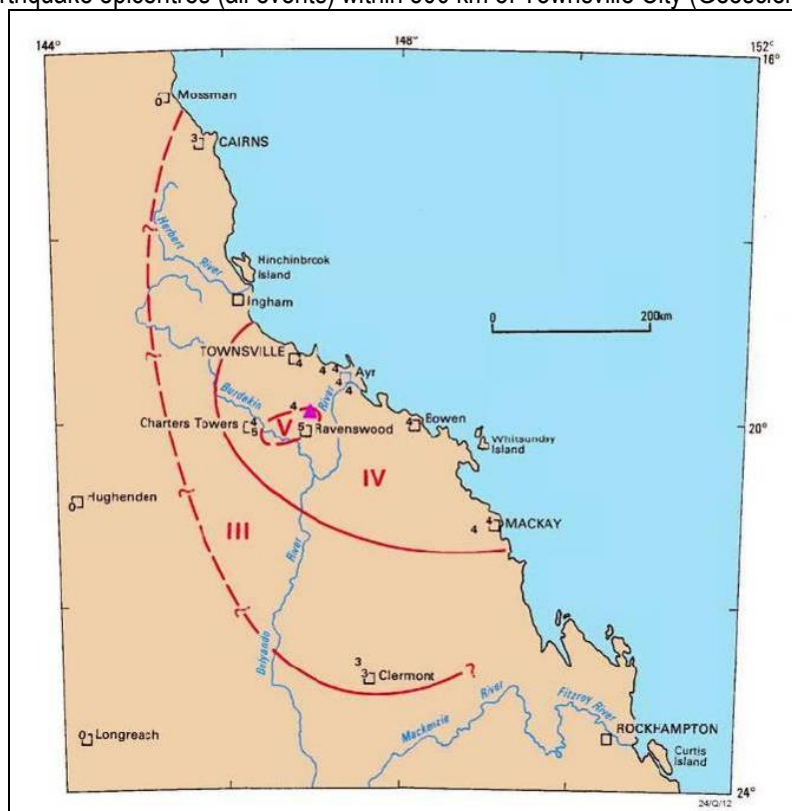 rthquake epicentres (all events) within 500 km of Townsville City (Geoscien
144°
148°
152°
16°
Mossman
0
3
CAIRNS
?
Herbert
River
Hinchinbrook
Island
Ingham
0
200km
TOWNSVILLE
4
4
4
Ayr
4
4
?
Burdekin
River
4
Charters Towers
4
5
V
5
Ravenswood
4
Bowen
20°
Whitsunday
Island
IV
Hughenden
0
?
III
4
4
MACKAY
River
?
Belyando
3
3
Clermont
?
Mackenzie
River
Fitzroy River
0
Longreach
ROCKHAMPTON
Curtis
Island
24°
24/Q/12